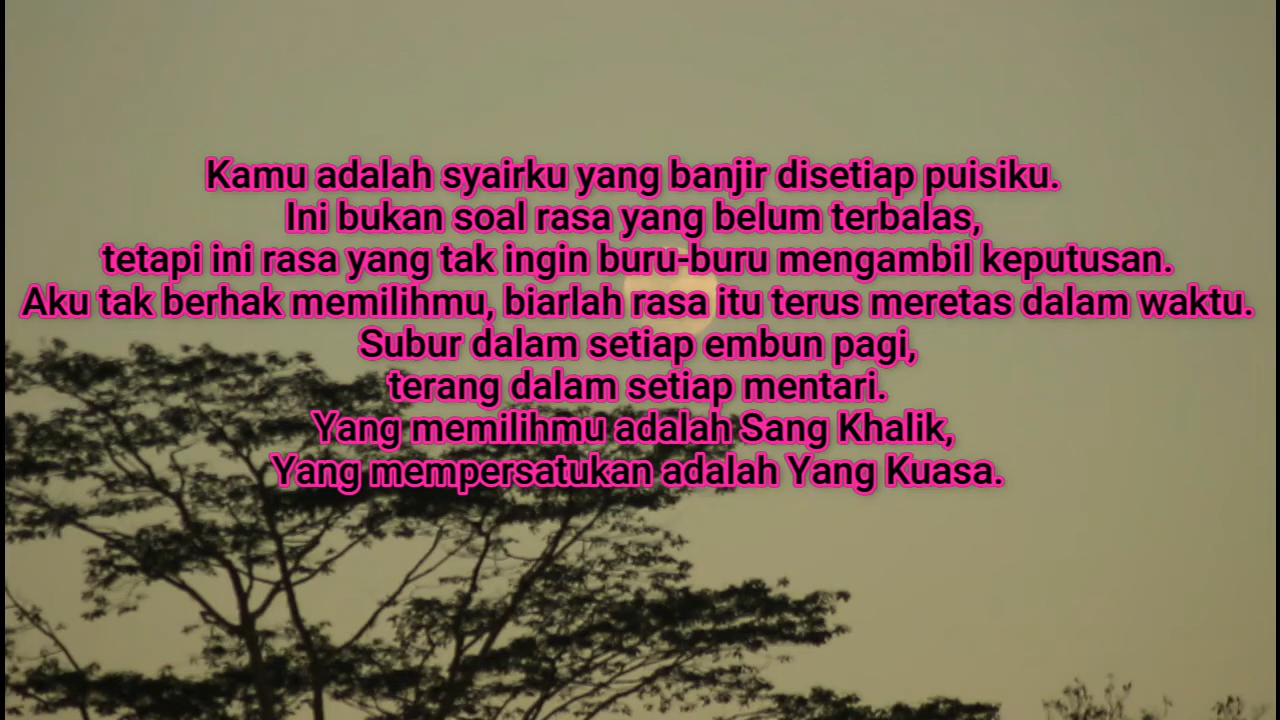 Kamu adalah syairku yang banjir disetiap puisiku.
Ini bukan soal rasa yang belum terbalas,
tetapi ini rasa yang tak ingin buru-buru mengambil keputusan.
Aku tak berhak memilihmu, biarlah rasa itu terus meretas dalam waktu.
Subur dalam setiap embun pagi,
terang dalam setiap mentari.
Yang memilihmu adalah Sang Khalik,
Yang mempersatukan adalah Yang Kuasa.